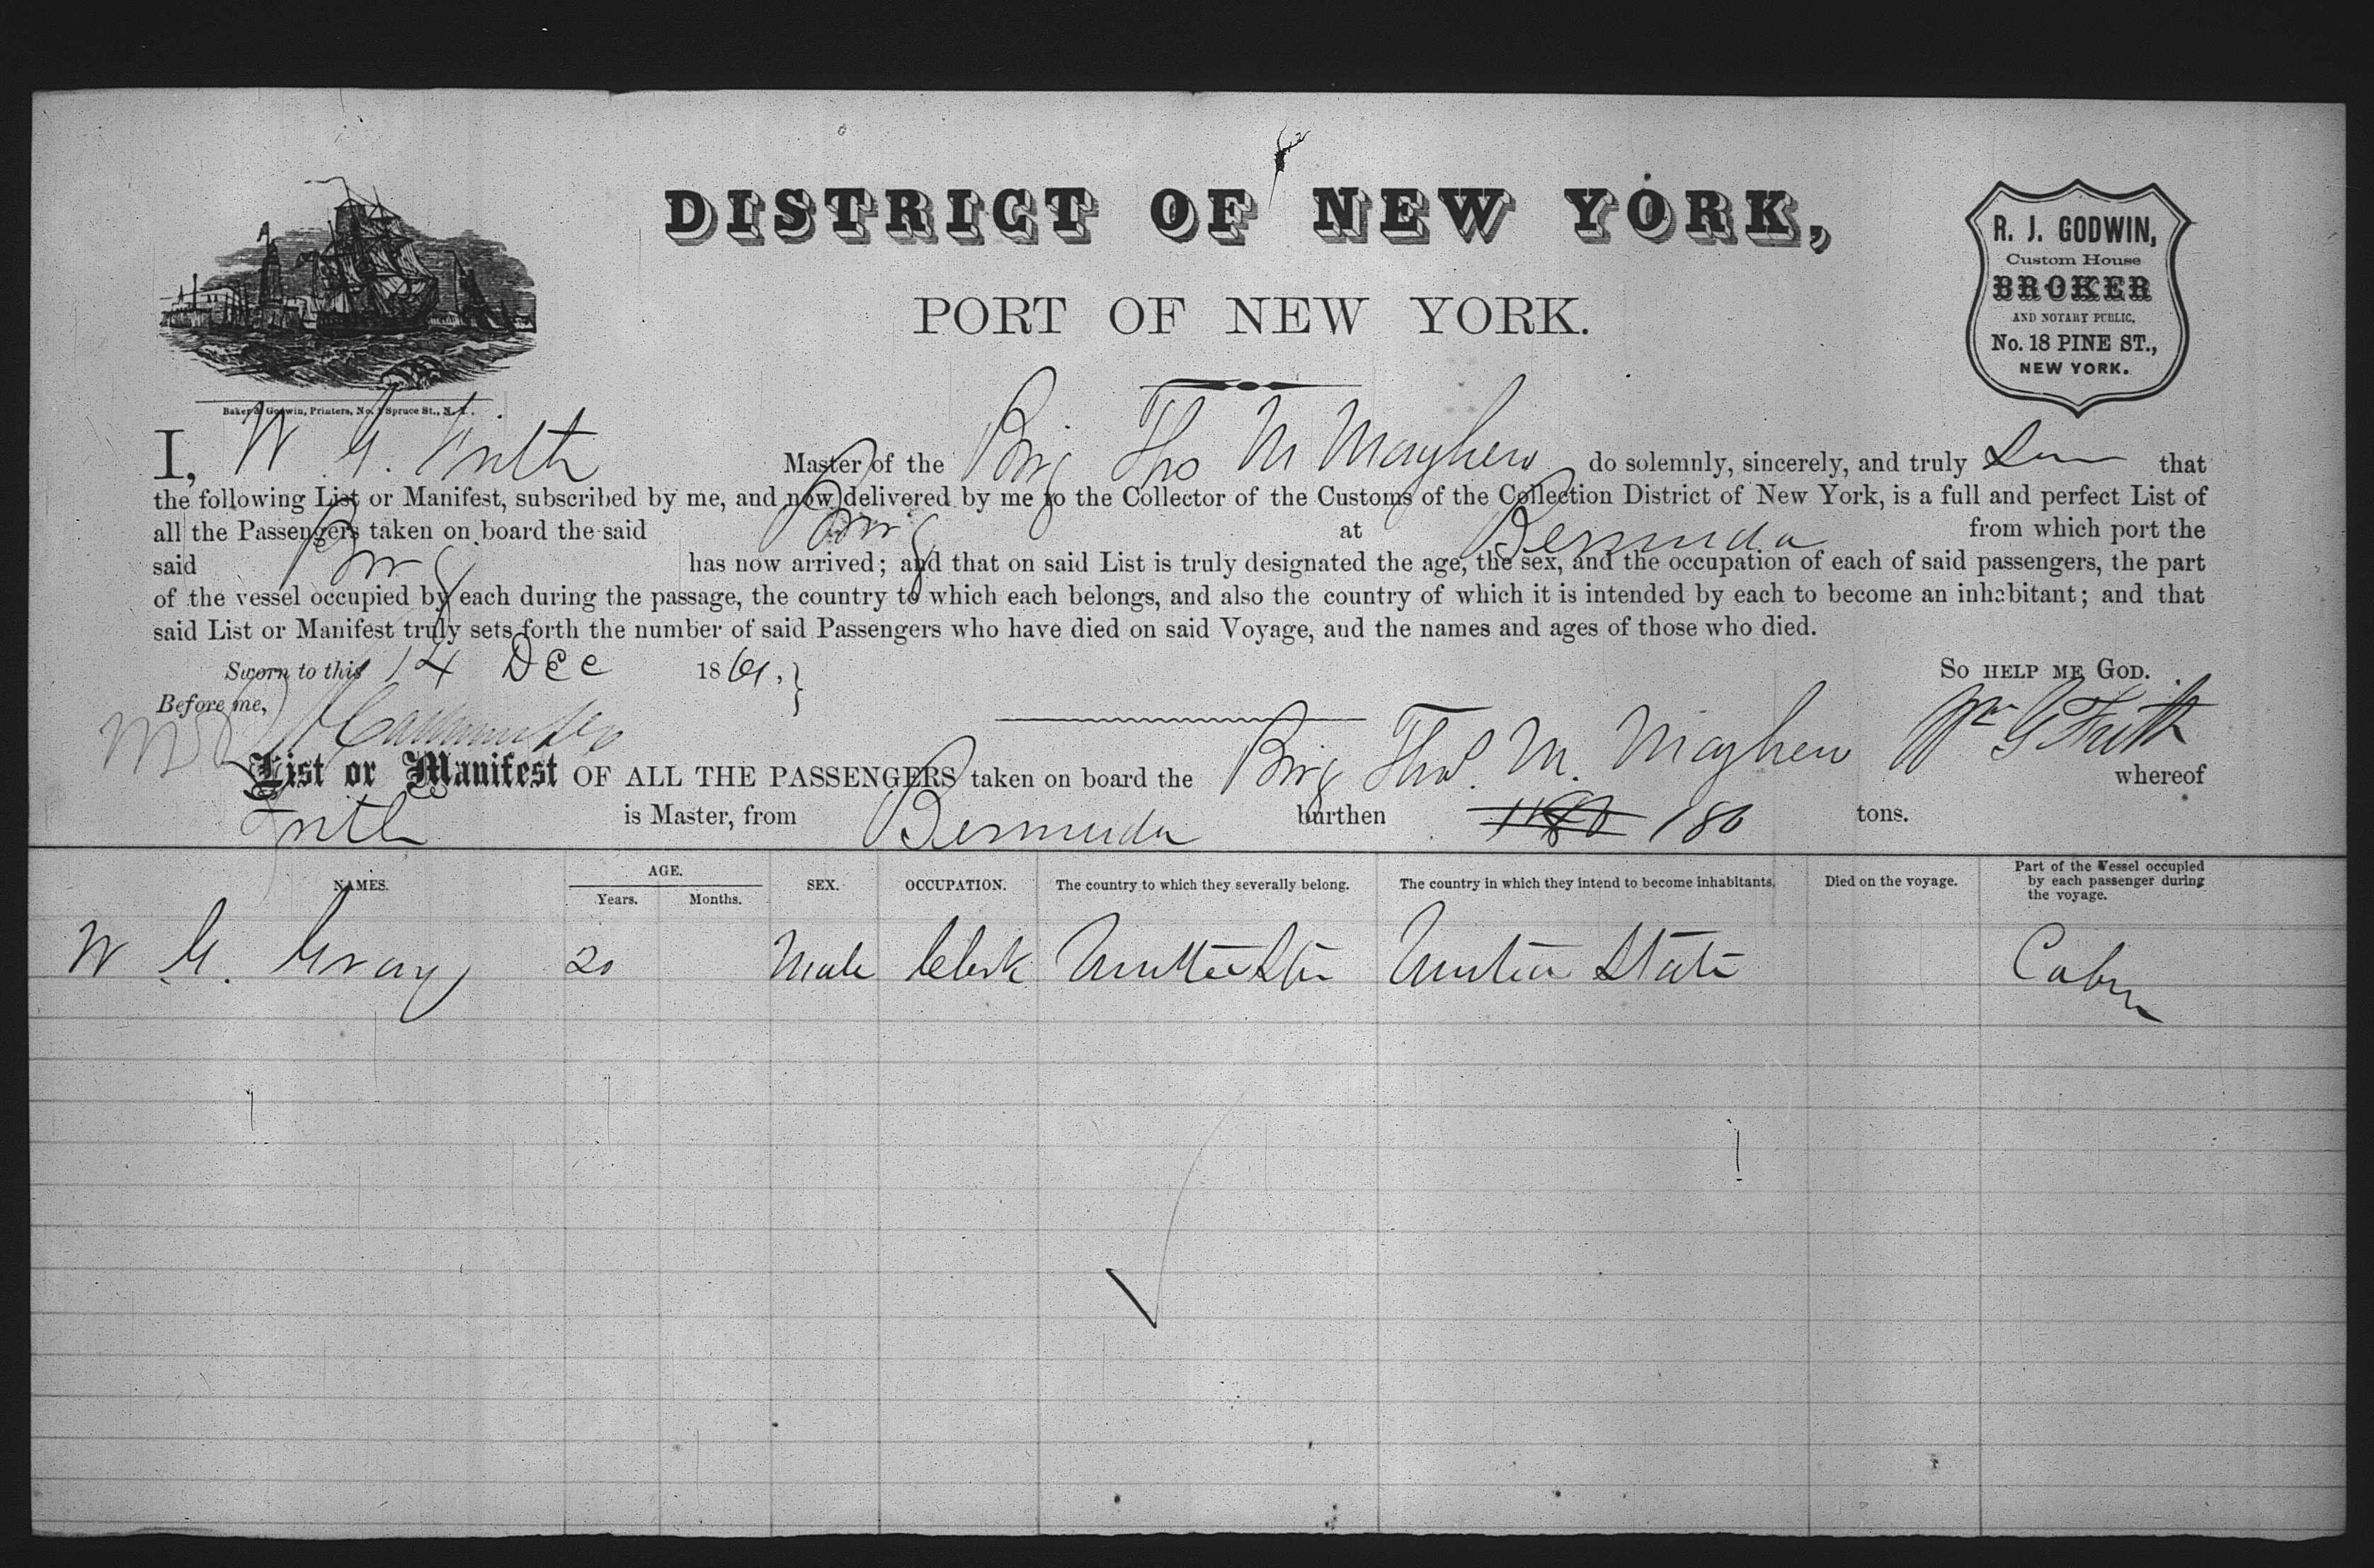 DISTRICT OF NEW YORK,
PORT OF NEW YORK.
R. J. GODWIN,
Custom House
BROKER
AND NOTARY PUBLIC,
No. 18 PINE ST.,
NEW YORK.
Baker & Godwin, Printers, No. 1 Spruce St., N. Y.
I, W G. Frith Master of the Brig Tho M Mayhew do solemnly, sincerely, and truly that
the following List or Manifest, subscribed by me, and now delivered by me to the Collector of the Customs of the Collection District of New York, is a full and perfect List of
all the Passengers taken on board the said Brig at Bermuda from which port the
said Brig has now arrived; and that on said List is truly designated the age, the sex, and the occupation of each of said passengers, the part
of the vessel occupied by each during the passage, the country to which each belongs, and also the country of which it is intended by each to become an inhabitant; and that
said List or Manifest truly sets forth the number of said Passengers who have died on said Voyage, and the names and ages of those who died.
Sworn to this 14 Dec 1861, SO HELP ME GOD.
Before me, Wm G Frith
List or Manifest OF ALL THE PASSENGERS taken on board the Brig Thos. M. Mayhew whereof
Frith is Master, from Bermuda burthen 180 tons.
NAMES. AGE. Years. Months. SEX. OCCUPATION. The country to which they severally belong. The country in which they intend to become inhabitants. Died on the voyage. Part of the Vessel occupied by each passenger during the voyage.
W G. Gray 20 Male Clerk United Sta United State Cabin